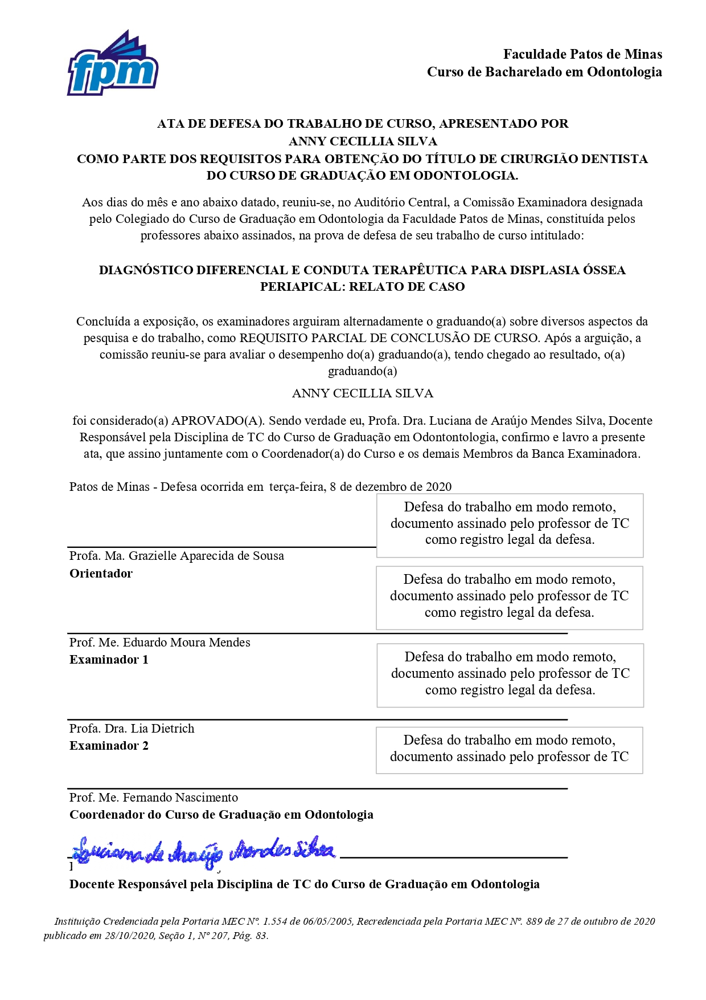 fpm
Faculdade Patos de Minas
Curso de Bacharelado em Odontologia
ATA DE DEFESA DO TRABALHO DE CURSO, APRESENTADO POR
ANNY CECILLIA SILVA
COMO PARTE DOS REQUISITOS PARA OBTENÇÃO DO TÍTULO DE CIRURGIÃO DENTISTA
DO CURSO DE GRADUAÇÃO EM ODONTOLOGIA.
Aos dias do mês e ano abaixo datado, reuniu-se, no Auditório Central, a Comissão Examinadora designada
pelo Colegiado do Curso de Graduação em Odontologia da Faculdade Patos de Minas, constituída pelos
professores abaixo assinados, na prova de defesa de seu trabalho de curso intitulado:
DIAGNÓSTICO DIFERENCIAL E CONDUTA TERAPÊUTICA PARA DISPLASIA ÓSSEA
PERIAPICAL: RELATO DE CASO
Concluída a exposição, os examinadores arguiram alternadamente o graduando(a) sobre diversos aspectos da
pesquisa e do trabalho, como REQUISITO PARCIAL DE CONCLUSÃO DE CURSO. Após a arguição, a
comissão reuniu-se para avaliar o desempenho do(a) graduando(a), tendo chegado ao resultado, o(a)
graduando(a)
ANNY CECILLIA SILVA
foi considerado(a) APROVADO(A). Sendo verdade eu, Profa. Dra. Luciana de Araújo Mendes Silva, Docente
Responsável pela Disciplina de TC do Curso de Graduação em Odontontologia, confirmo e lavro a presente
ata, que assino juntamente com o Coordenador(a) do Curso e os demais Membros da Banca Examinadora.
Patos de Minas - Defesa ocorrida em terça-feira, 8 de dezembro de 2020
Defesa do trabalho em modo remoto,
documento assinado pelo professor de TC
como registro legal da defesa.
Profa. Ma. Grazielle Aparecida de Sousa
Orientador
Defesa do trabalho em modo remoto,
documento assinado pelo professor de TC
como registro legal da defesa.
Prof. Me. Eduardo Moura Mendes
Examinador 1
Defesa do trabalho em modo remoto,
documento assinado pelo professor de TC
como registro legal da defesa.
Profa. Dra. Lia Dietrich
Examinador 2
Defesa do trabalho em modo remoto,
documento assinado pelo professor de TC
Prof. Me. Fernando Nascimento
Coordenador do Curso de Graduação em Odontologia
Luciana de Araújo Mendes Silva
Docente Responsável pela Disciplina de TC do Curso de Graduação em Odontologia
Instituição Credenciada pela Portaria MEC Nº. 1.554 de 06/05/2005, Recredenciada pela Portaria MEC Nº. 889 de 27 de outubro de 2020
publicado em 28/10/2020, Seção 1, Nº 207, Pág. 83.